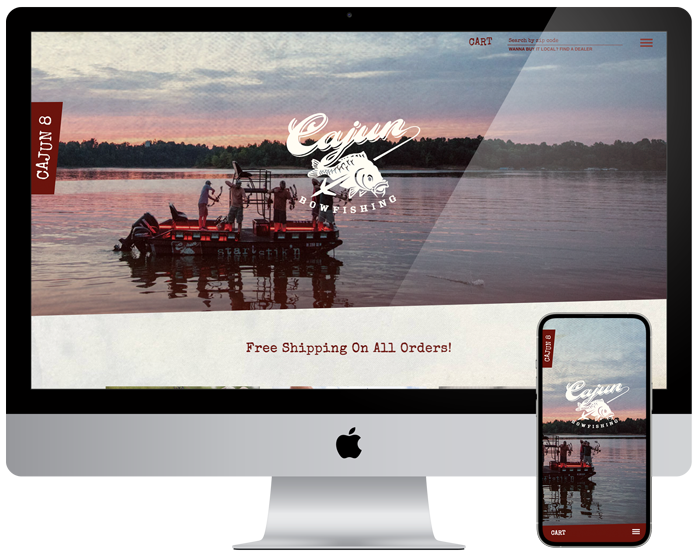 CART
Search by zip code
WANNA BUY IT LOCAL? FIND A DEALER
CAJUN 8
Cajun
BOWFISHING
Free Shipping On All Orders!
CAJUN 8
Cajun
BOWFISHING
CART